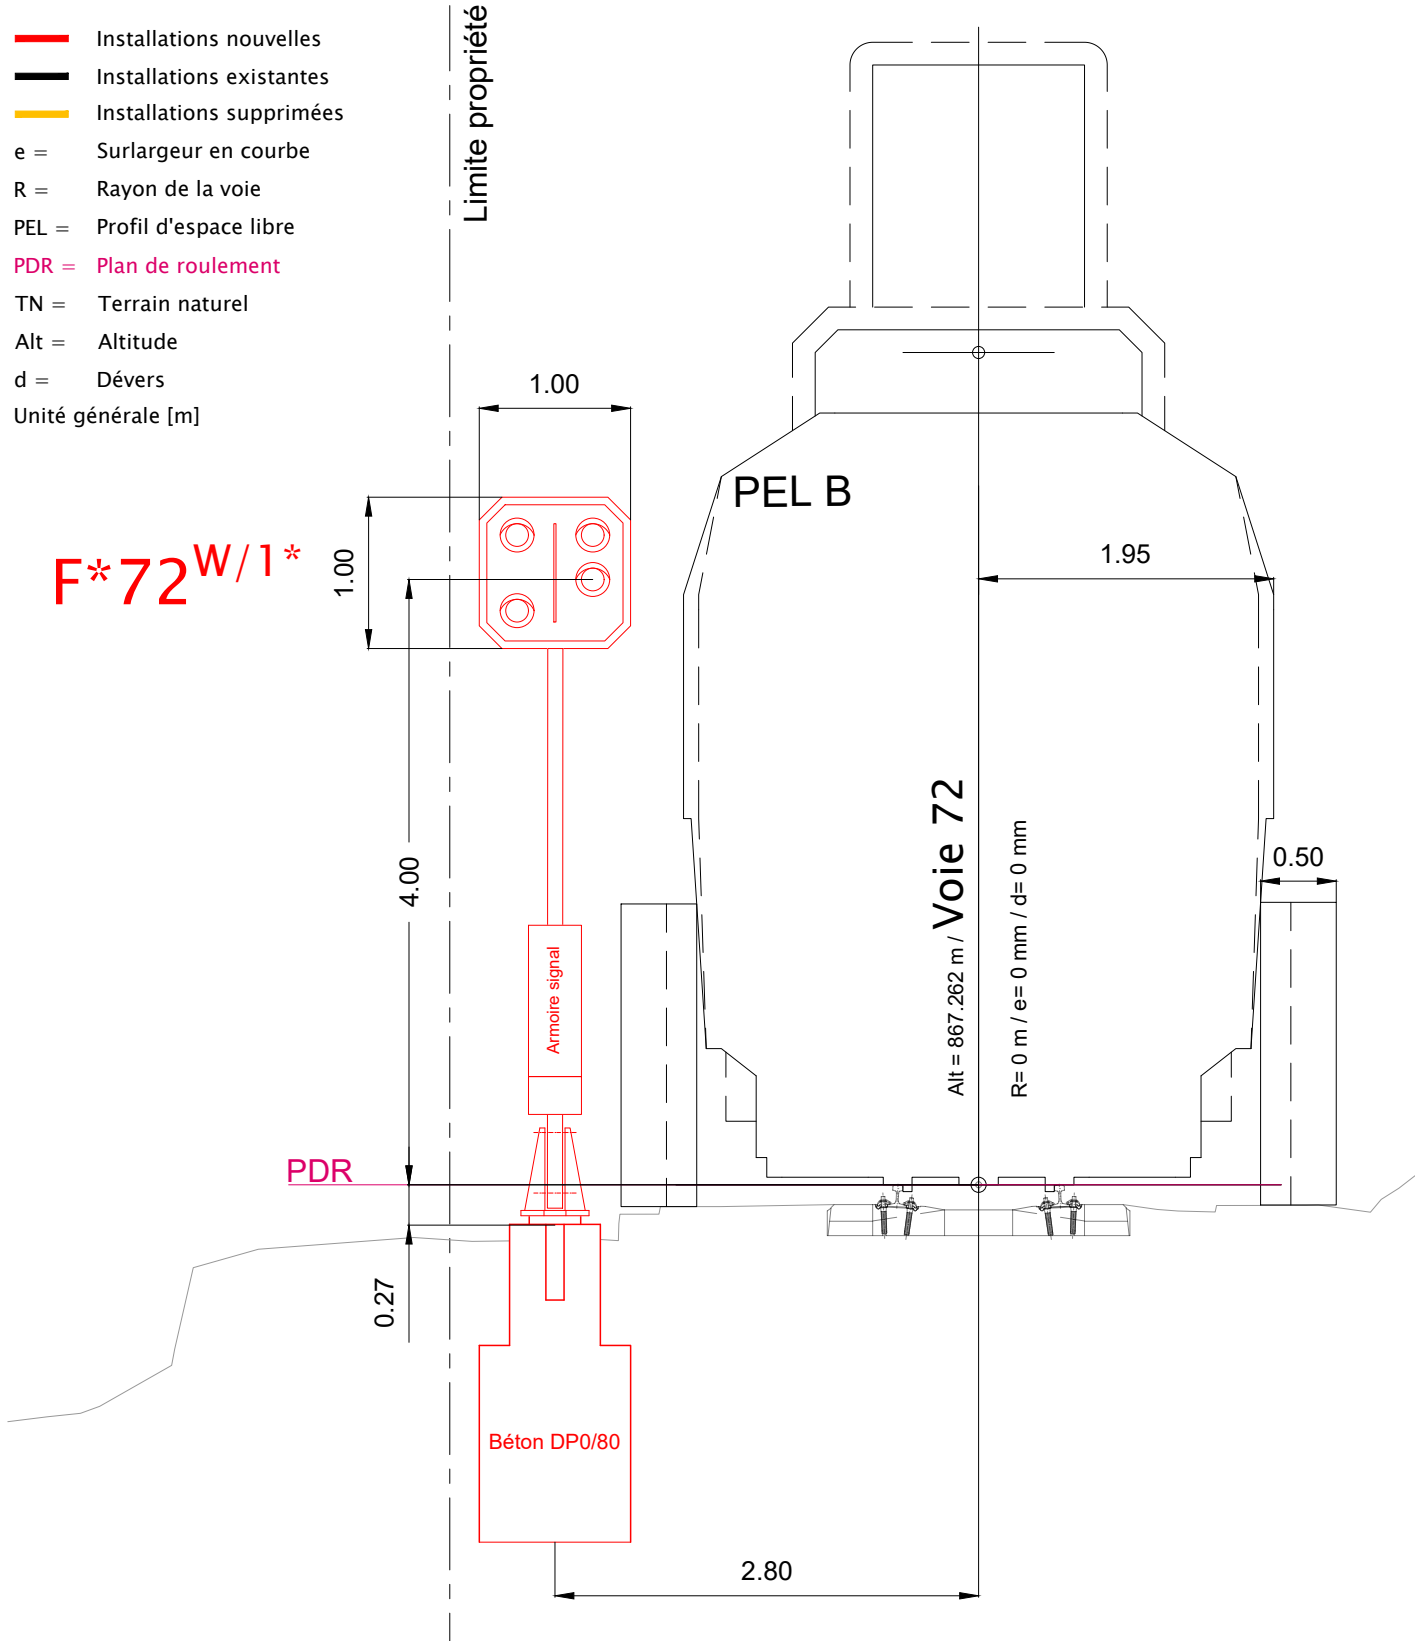 Installations nouvelles
Installations existantes
Installations supprimées
e = Surlargeur en courbe
R = Rayon de la voie
PEL = Profil d'espace libre
PDR = Plan de roulement
TN = Terrain naturel
Alt = Altitude
d = Dévers
Unité générale [m]
Limite propriété
1.00
PEL B
F*72W/1*
1.00
1.95
4.00
0.50
Armoire signal
Alt = 867.262 m / Voie 72
R= 0 m / e= 0 mm / d= 0 mm
PDR
0.27
Béton DP0/80
2.80